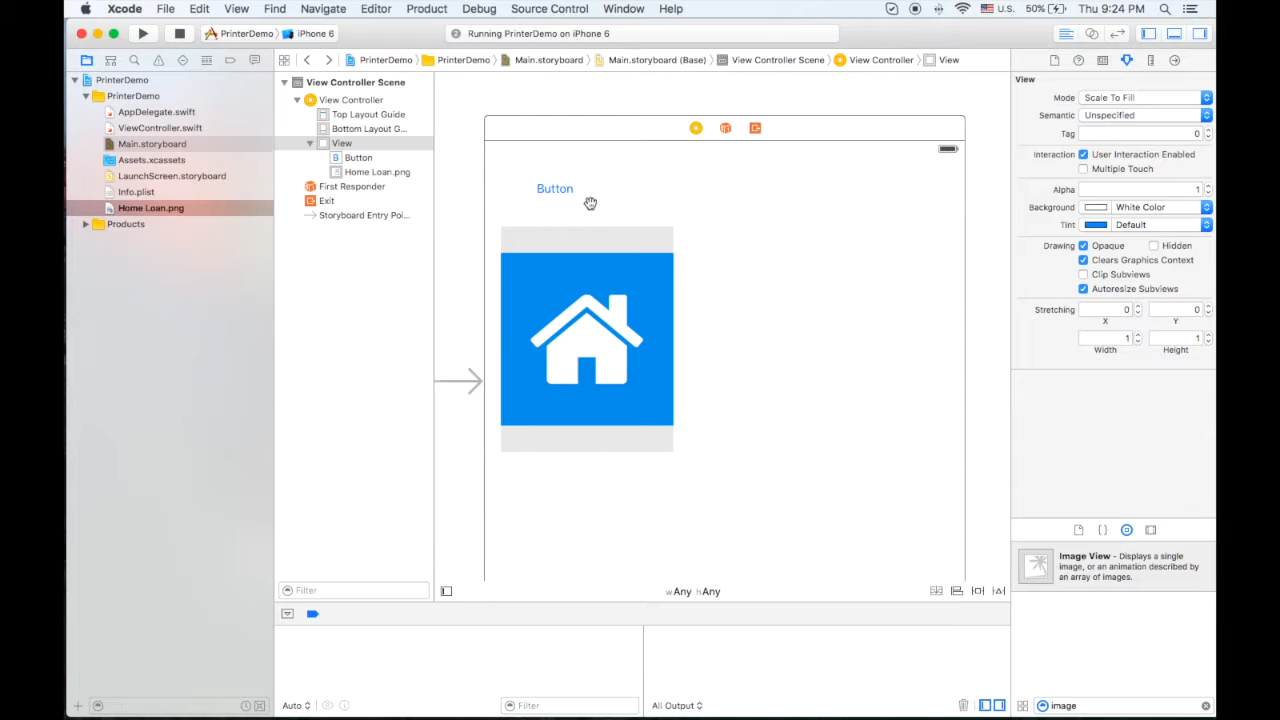 Xcode File Edit View Find Navigate Editor Product Debug Source Control Window Help U.S. 50% Thu 9:24 PM
PrinterDemo iPhone 6 Running PrinterDemo on iPhone 6
PrinterDemo PrinterDemo Main.storyboard Main.storyboard (Base) View Controller Scene View Controller View
PrinterDemo
PrinterDemo
AppDelegate.swift
ViewController.swift
Main.storyboard
Assets.xcassets
LaunchScreen.storyboard
Info.plist
Home Loan.png
Products
View Controller Scene
View Controller
Top Layout Guide
Bottom Layout G...
View
B Button
Home Loan.png
First Responder
Exit
Storyboard Entry Poi...
Filter
Button
wAny hAny
View
Mode Scale To Fill
Semantic Unspecified
Tag 0
Interaction User Interaction Enabled
Multiple Touch
Alpha 1
Background White Color
Tint Default
Drawing Opaque Hidden
Clears Graphics Context
Clip Subviews
Autoresize Subviews
Stretching 0 0
X Y
1 1
Width Height
{ }
Image View - Displays a single
image, or an animation described by
an array of images.
Auto Filter All Output image